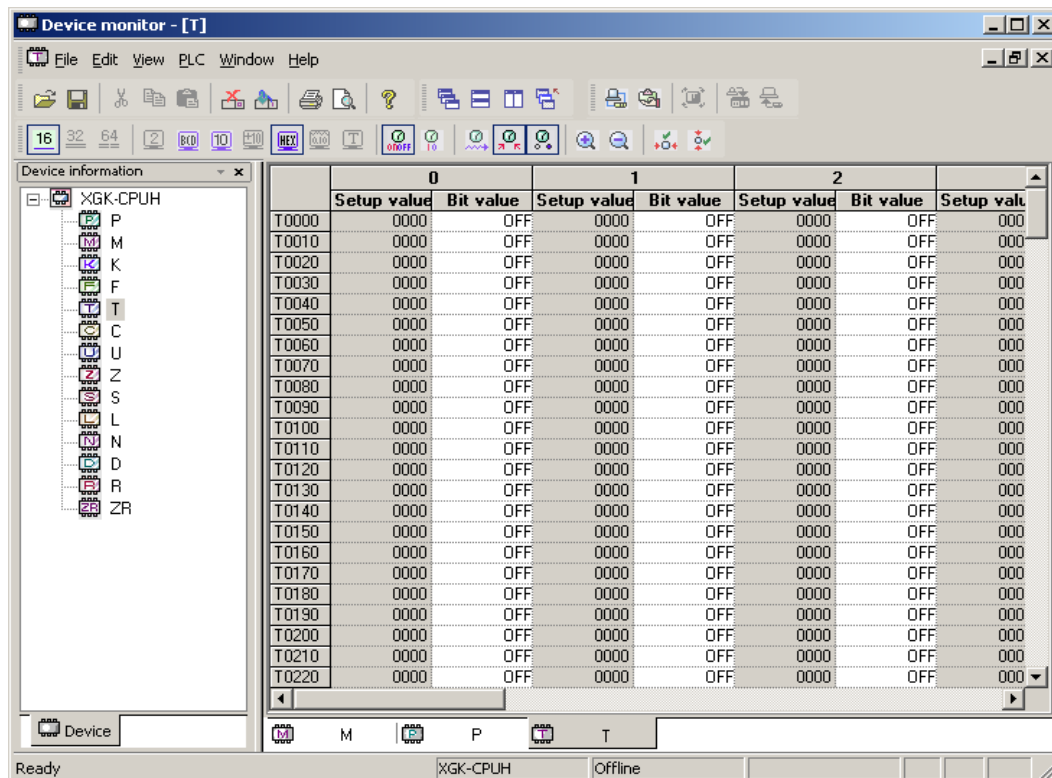 Device monitor - [T]
File Edit View PLC Window Help
16 32 64 2 BCD 10 ±10 HEX 0.10 T ON/OFF 1 0
Device information
XGK-CPUH
P
M
K
F
T
C
U
Z
S
L
N
D
R
ZR
Device
0 1 2
Setup value Bit value Setup value Bit value Setup value Bit value Setup valu
T0000 0000 OFF 0000 OFF 0000 OFF 000
T0010 0000 OFF 0000 OFF 0000 OFF 000
T0020 0000 OFF 0000 OFF 0000 OFF 000
T0030 0000 OFF 0000 OFF 0000 OFF 000
T0040 0000 OFF 0000 OFF 0000 OFF 000
T0050 0000 OFF 0000 OFF 0000 OFF 000
T0060 0000 OFF 0000 OFF 0000 OFF 000
T0070 0000 OFF 0000 OFF 0000 OFF 000
T0080 0000 OFF 0000 OFF 0000 OFF 000
T0090 0000 OFF 0000 OFF 0000 OFF 000
T0100 0000 OFF 0000 OFF 0000 OFF 000
T0110 0000 OFF 0000 OFF 0000 OFF 000
T0120 0000 OFF 0000 OFF 0000 OFF 000
T0130 0000 OFF 0000 OFF 0000 OFF 000
T0140 0000 OFF 0000 OFF 0000 OFF 000
T0150 0000 OFF 0000 OFF 0000 OFF 000
T0160 0000 OFF 0000 OFF 0000 OFF 000
T0170 0000 OFF 0000 OFF 0000 OFF 000
T0180 0000 OFF 0000 OFF 0000 OFF 000
T0190 0000 OFF 0000 OFF 0000 OFF 000
T0200 0000 OFF 0000 OFF 0000 OFF 000
T0210 0000 OFF 0000 OFF 0000 OFF 000
T0220 0000 OFF 0000 OFF 0000 OFF 000
M P T
Ready XGK-CPUH Offline